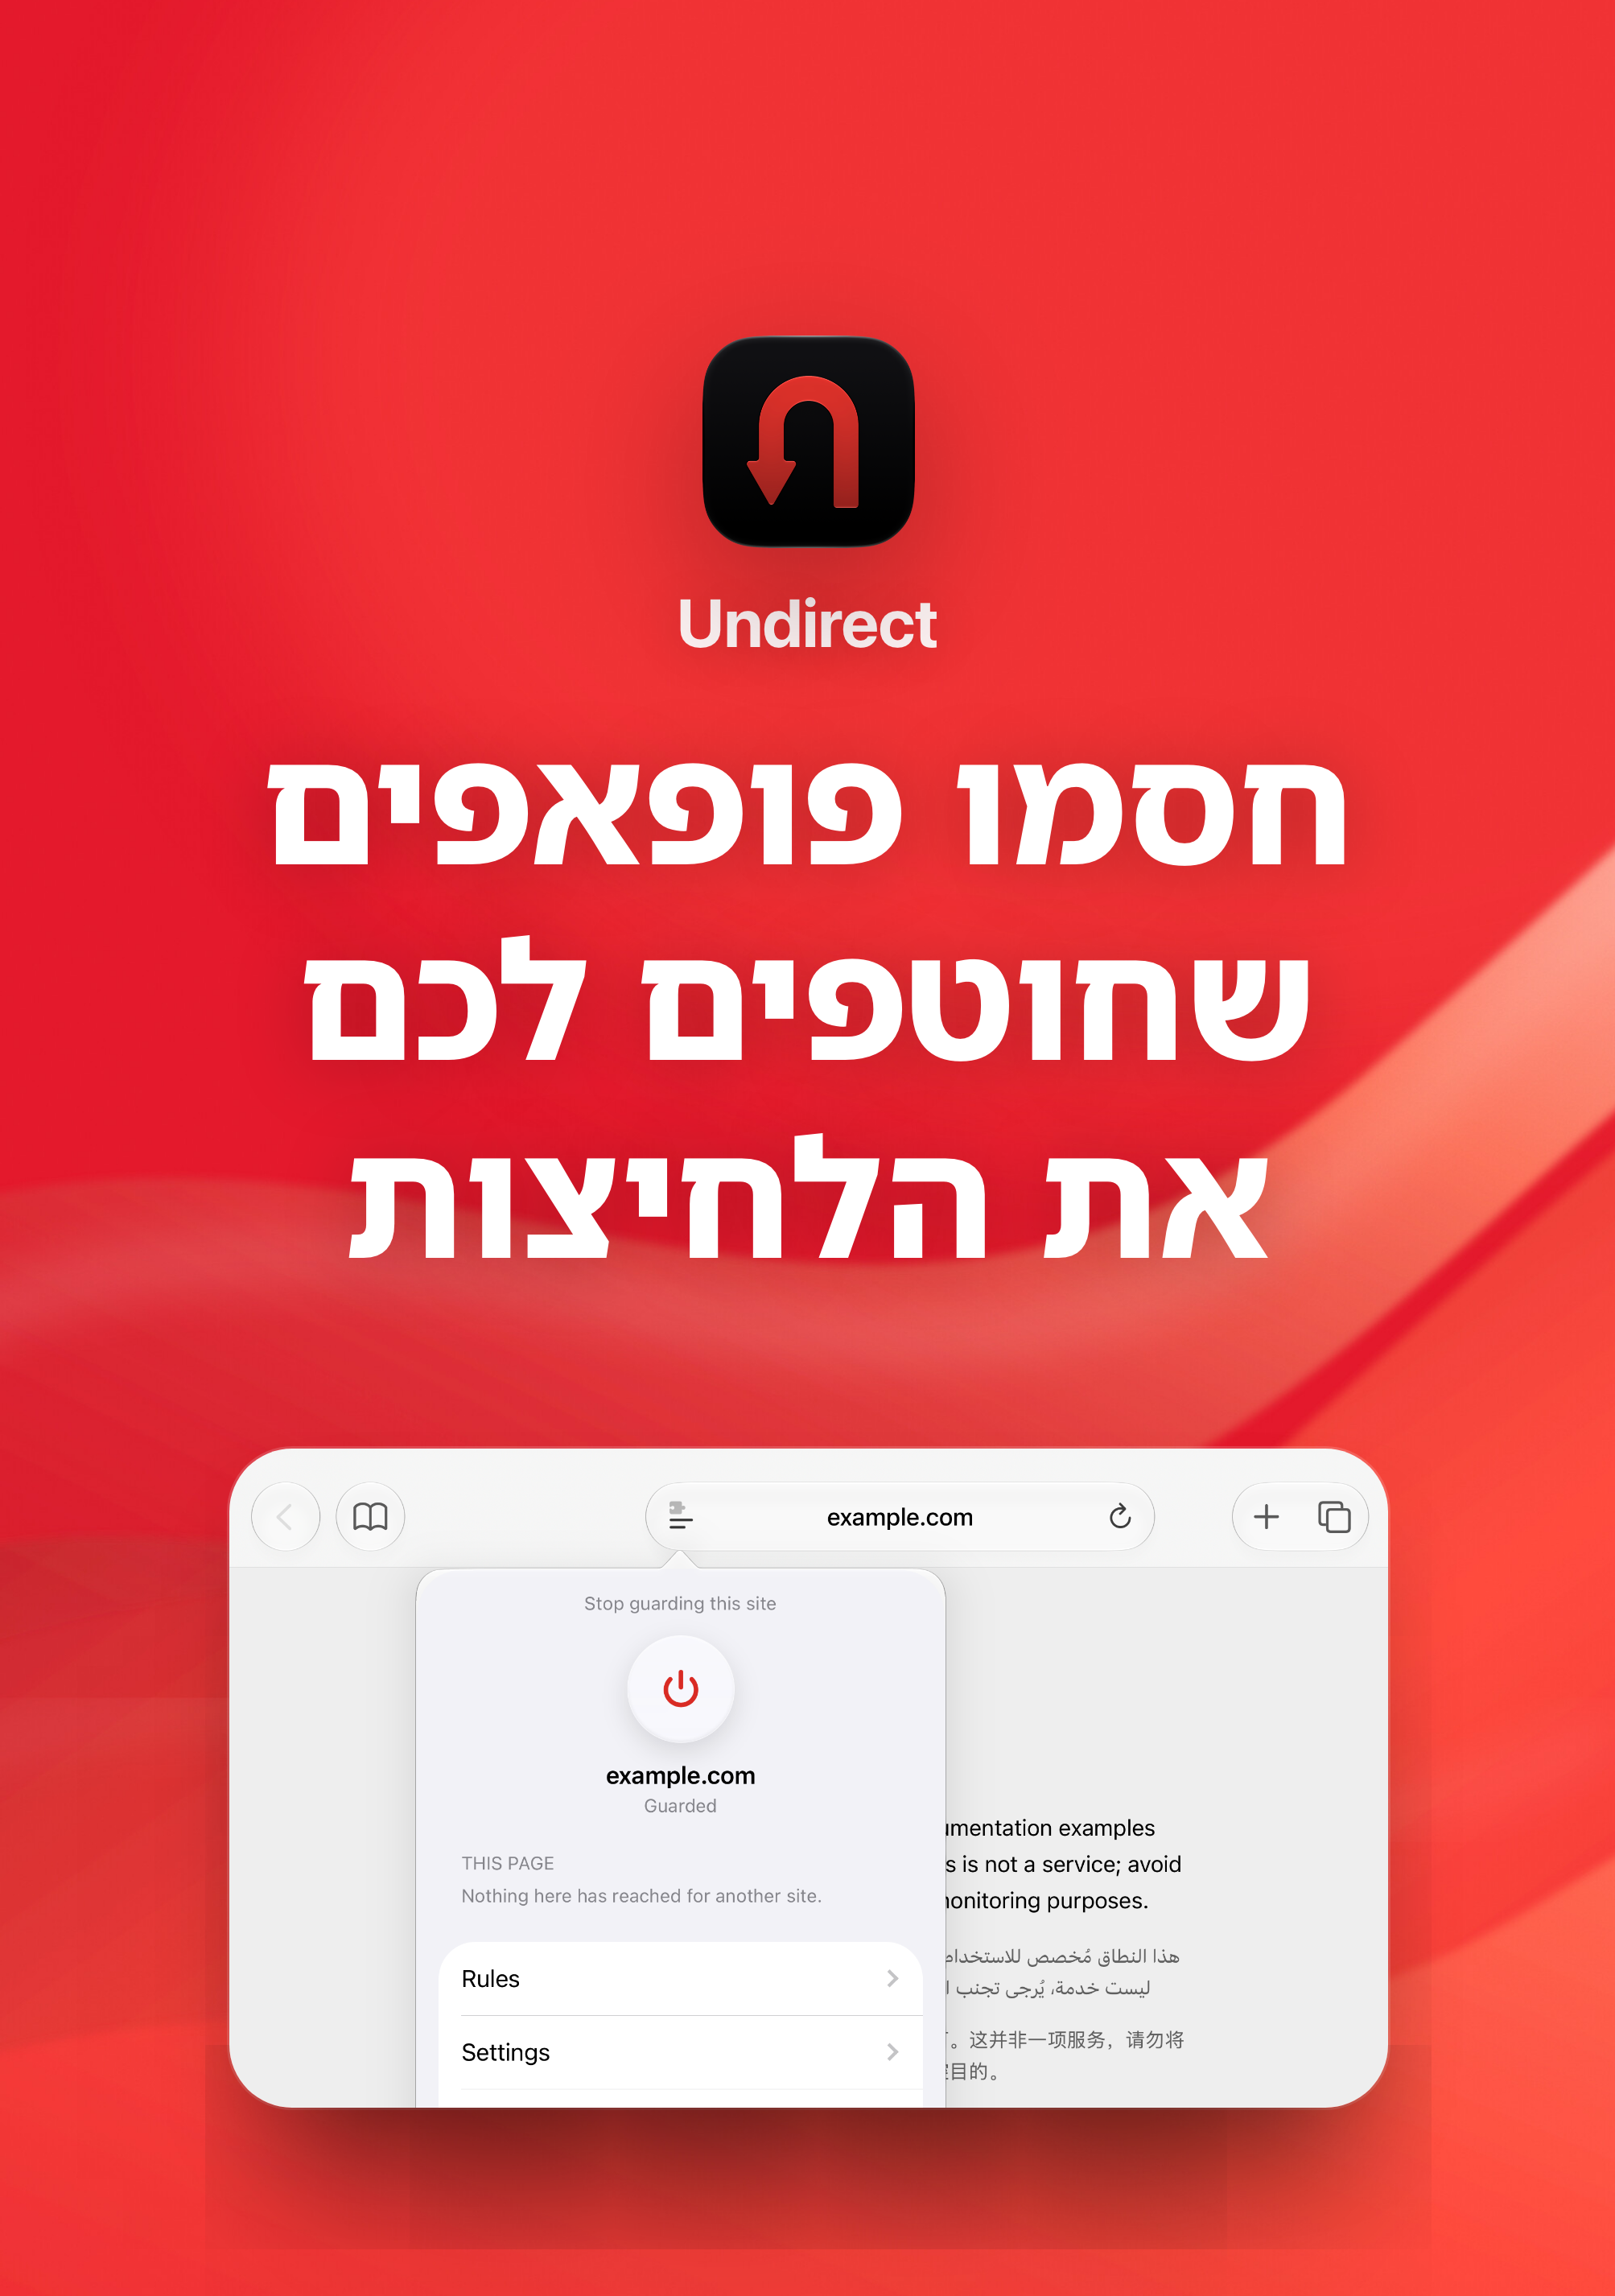 Undirect
חסמו פופאפים
שחוטפים לכם
את הלחיצות
example.com
Stop guarding this site
example.com
Guarded
THIS PAGE
Nothing here has reached for another site.
Rules
Settings
examples
is not a service; avoid
purposes.
هذا النطاق مُخصص
ليست خدمة، يُرجى تجنب
。这并非一项服务，请勿将
目的。